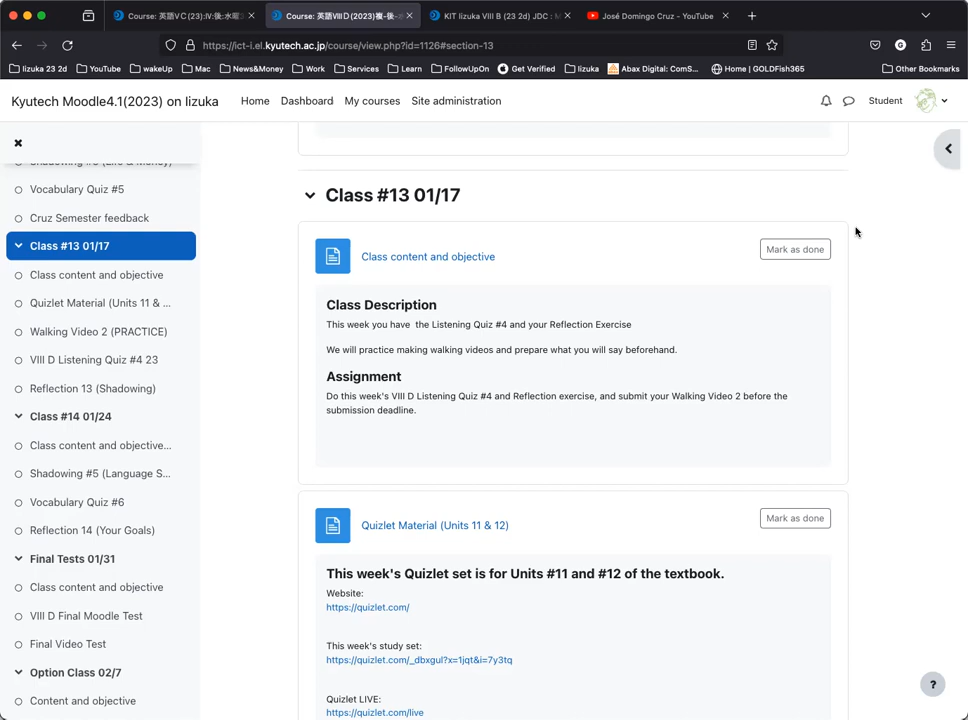 Course: 英語ⅤC (23):Ⅳ:後:水曜
Course: 英語ⅧD(2023)複-後-
KIT Iizuka VIII B (23 2d) JDC : M
José Domingo Cruz - YouTube
https://ict-i.el.kyutech.ac.jp/course/view.php?id=1126#section-13
Iizuka 23 2d
YouTube
wakeUp
Mac
News&Money
Work
Services
Learn
FollowUpOn
Get Verified
Iizuka
Abax Digital: ComS...
Home | GOLDFish365
Other Bookmarks
Kyutech Moodle4.1(2023) on Iizuka
Home
Dashboard
My courses
Site administration
Student
Vocabulary Quiz #5
Cruz Semester feedback
Class #13 01/17
Class content and objective
Quizlet Material (Units 11 & ...
Walking Video 2 (PRACTICE)
VIII D Listening Quiz #4 23
Reflection 13 (Shadowing)
Class #14 01/24
Class content and objective...
Shadowing #5 (Language S...
Vocabulary Quiz #6
Reflection 14 (Your Goals)
Final Tests 01/31
Class content and objective
VIII D Final Moodle Test
Final Video Test
Option Class 02/7
Content and objective
Class #13 01/17
Class content and objective
Mark as done
Class Description
This week you have the Listening Quiz #4 and your Reflection Exercise
We will practice making walking videos and prepare what you will say beforehand.
Assignment
Do this week's VIII D Listening Quiz #4 and Reflection exercise, and submit your Walking Video 2 before the
submission deadline.
Quizlet Material (Units 11 & 12)
Mark as done
This week's Quizlet set is for Units #11 and #12 of the textbook.
Website:
https://quizlet.com/
This week's study set:
https://quizlet.com/_dbxgul?x=1jqt&i=7y3tq
Quizlet LIVE:
https://quizlet.com/live
?